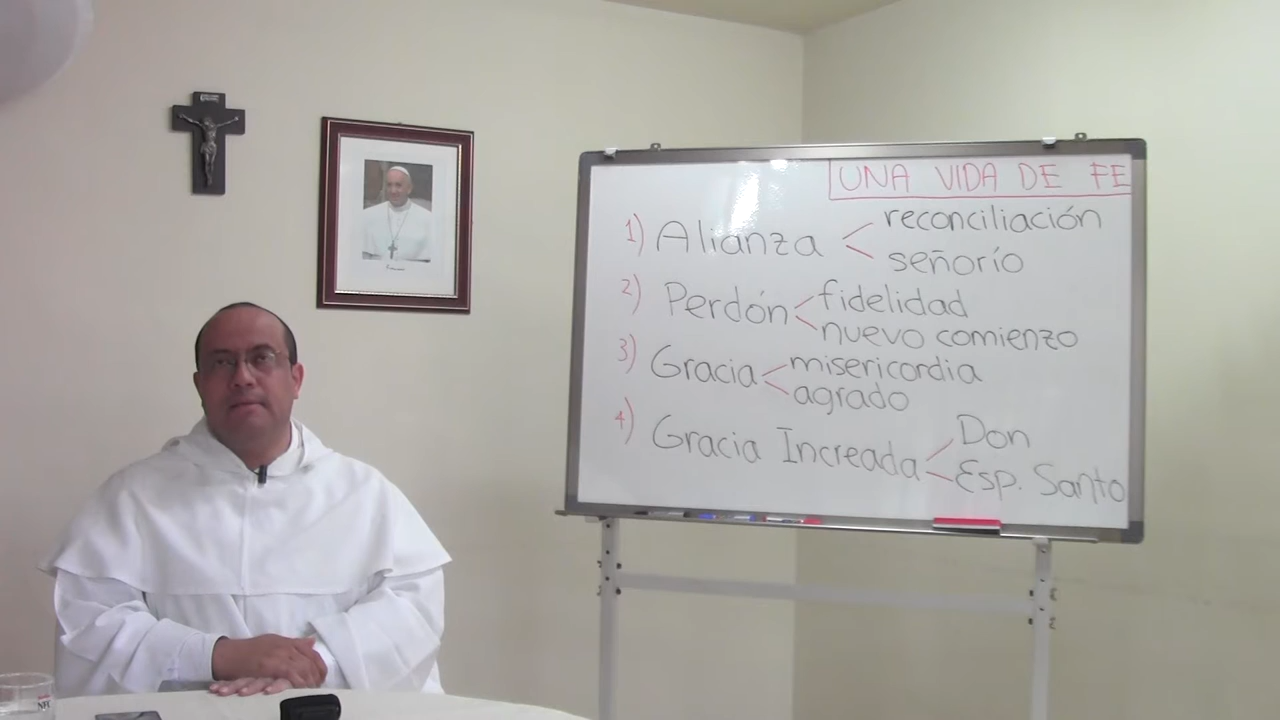 UNA VIDA DE FE
1) Alianza < reconciliación
señorío
2) Perdón < fidelidad
nuevo comienzo
3) Gracia < misericordia
agrado
4) Gracia Increada < Don
Esp. Santo